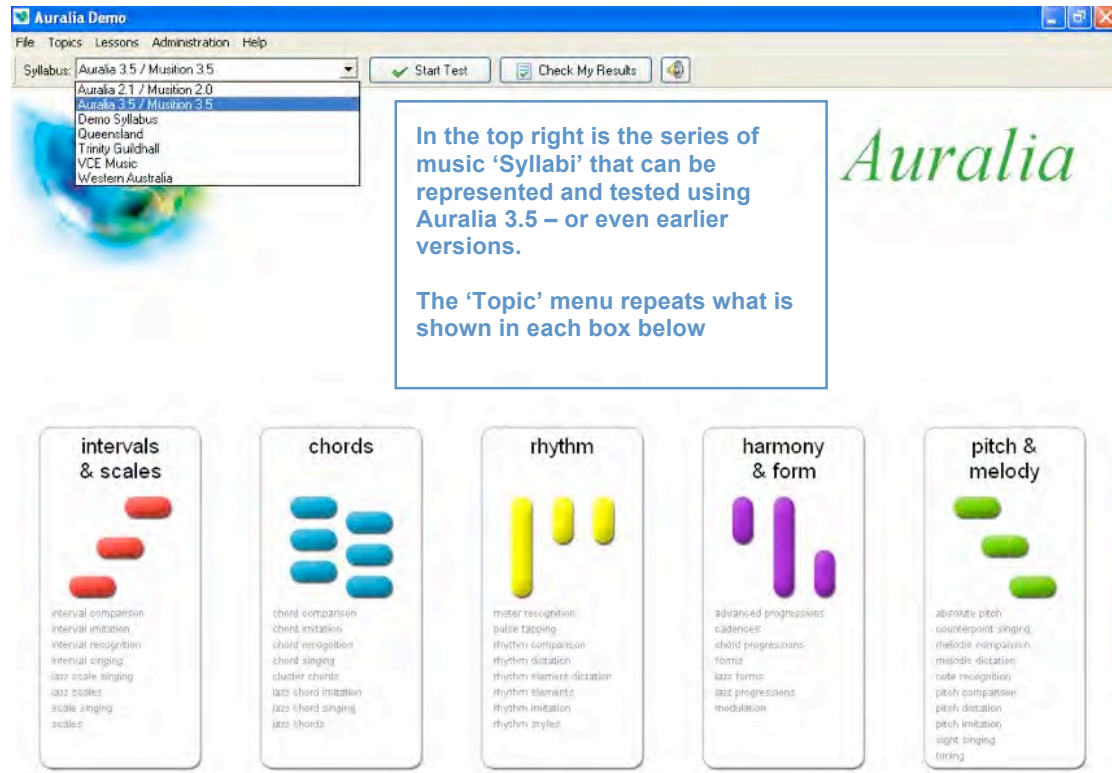 Auralia Demo
File Topics Lessons Administration Help
Syllabus: Auralia 3.5 / Musition 3.5 Start Test Check My Results
Auralia 2.1 / Musition 2.0
Auralia 3.5 / Musition 3.5
Demo Syllabus
Queensland
Trinity Guildhall
VCE Music
Western Australia
In the top right is the series of
music ‘Syllabi’ that can be
represented and tested using
Auralia 3.5 – or even earlier
versions.
The ‘Topic’ menu repeats what is
shown in each box below
Auralia
intervals
& scales
interval comparison
interval imitation
interval recognition
interval singing
jazz scale singing
jazz scales
scale singing
scales
chords
chord comparison
chord imitation
chord recognition
chord singing
cluster chords
jazz chord imitation
jazz chord singing
jazz chords
rhythm
meter recognition
pulse tapping
rhythm comparison
rhythm dictation
rhythm element dictation
rhythm elements
rhythm imitation
rhythm styles
harmony
& form
advanced progressions
cadences
chord progressions
forms
jazz forms
jazz progressions
modulation
pitch &
melody
absolute pitch
counterpoint singing
melodic comparison
melodic dictation
note recognition
pitch comparison
pitch dictation
pitch imitation
sight singing
tuning